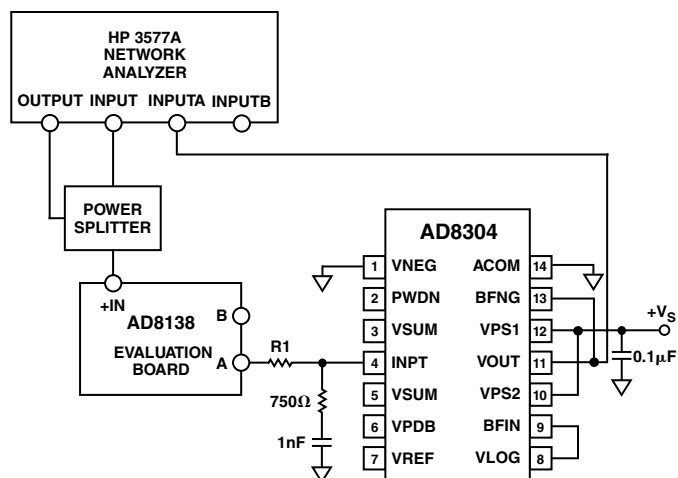 HP 3577A
NETWORK
ANALYZER
OUTPUT INPUT INPUTA INPUTB
POWER
SPLITTER
+IN
AD8138
EVALUATION
BOARD
B
A
R1
750Ω
1nF
AD8304
1 VNEG
2 PWDN
3 VSUM
4 INPT
5 VSUM
6 VPDB
7 VREF
ACOM 14
BFNG 13
VPS1 12
VOUT 11
VPS2 10
BFIN 9
VLOG 8
+VS
0.1μF